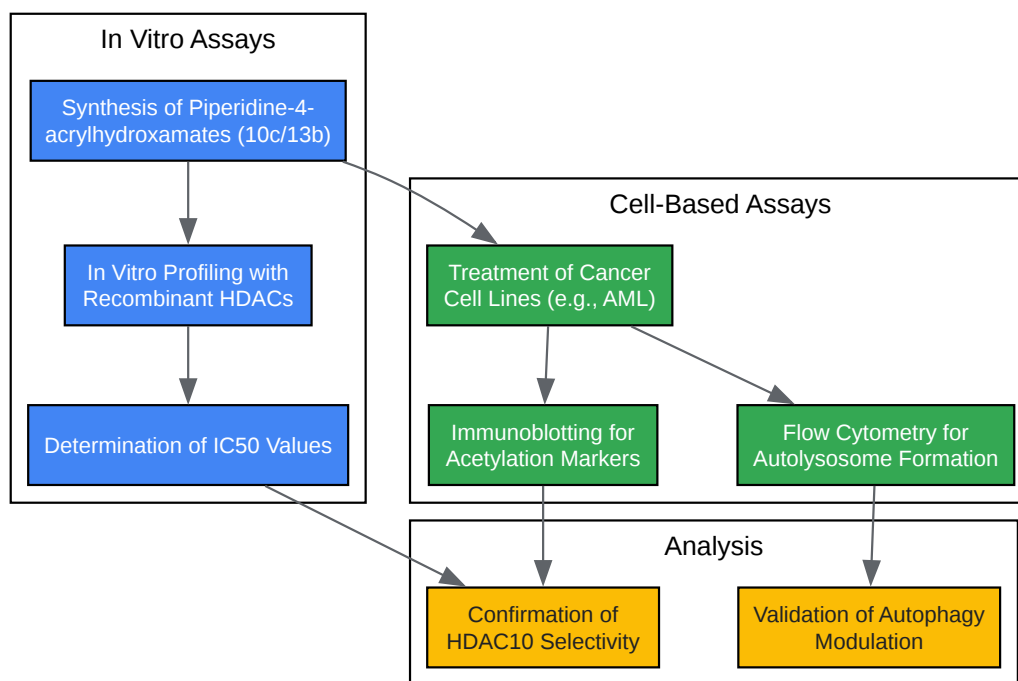 In Vitro Assays
Synthesis of Piperidine-4-
acrylhydroxamates (10c/13b)
In Vitro Profiling with
Recombinant HDACs
Determination of IC50 Values
Cell-Based Assays
Treatment of Cancer
Cell Lines (e.g., AML)
Immunoblotting for
Acetylation Markers
Flow Cytometry for
Autolysosome Formation
Analysis
Confirmation of
HDAC10 Selectivity
Validation of Autophagy
Modulation